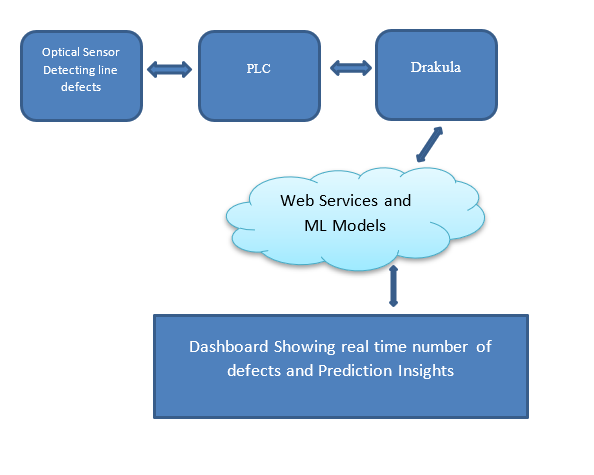 Optical Sensor
Detecting line
defects
PLC
Drakula
Web Services and
ML Models
Dashboard Showing real time number of
defects and Prediction Insights